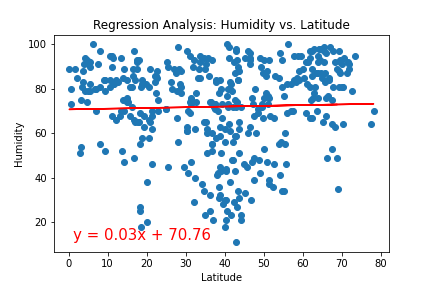 Regression Analysis: Humidity vs. Latitude
100
80
60
40
20
Humidity
y = 0.03x + 70.76
0 10 20 30 40 50 60 70 80
Latitude